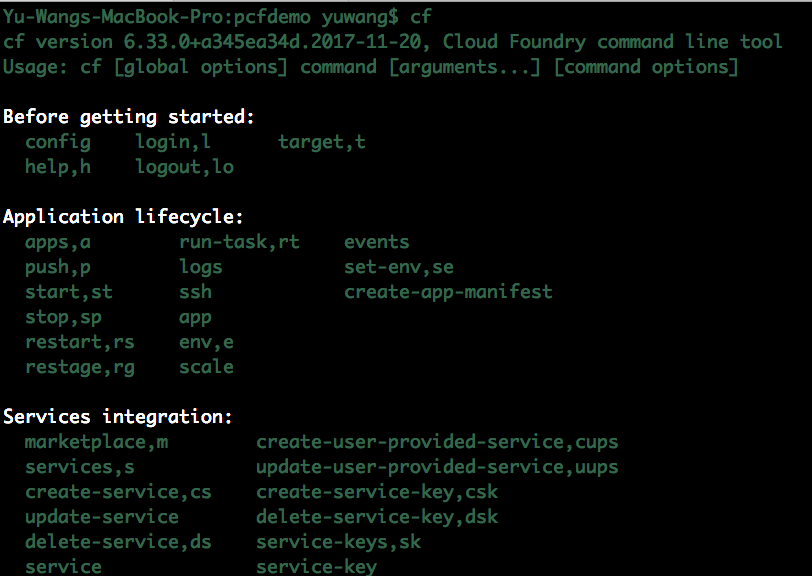 Yu-Wangs-MacBook-Pro:pcfdemo yuwang$ cf
cf version 6.33.0+a345ea34d.2017-11-20, Cloud Foundry command line tool
Usage: cf [global options] command [arguments...] [command options]
Before getting started:
config login,l target,t
help,h logout,lo
Application lifecycle:
apps,a run-task,rt events
push,p logs set-env,se
start,st ssh create-app-manifest
stop,sp app
restart,rs env,e
restage,rg scale
Services integration:
marketplace,m create-user-provided-service,cups
services,s update-user-provided-service,uups
create-service,cs create-service-key,csk
update-service delete-service-key,dsk
delete-service,ds service-keys,sk
service service-key